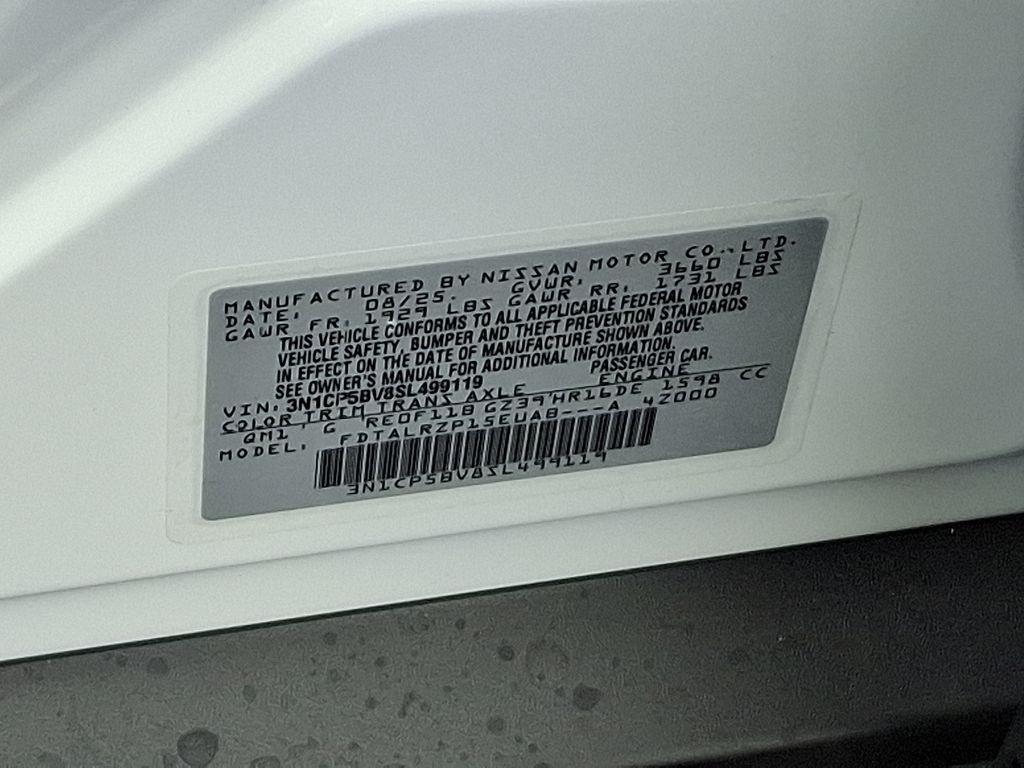 MANUFACTURED BY NISSAN MOTOR CO., LTD.
DATE: 08/25. GVWR: 3660 LBS
GAWR FR: 1929 LBS GAWR RR: 1731 LBS
THIS VEHICLE CONFORMS TO ALL APPLICABLE FEDERAL MOTOR
VEHICLE SAFETY, BUMPER AND THEFT PREVENTION STANDARDS
IN EFFECT ON THE DATE OF MANUFACTURE SHOWN ABOVE.
SEE OWNER'S MANUAL FOR ADDITIONAL INFORMATION.
VIN: 3N1CP5BV8SL499119 PASSENGER CAR.
COLOR TRIM TRANS AXLE ENGINE
QM1 G RE0F11B GZ39 HR16DE 1598 CC
MODEL: FDTALRZP15EUAB---A 4Z000
3N1CP5BV8SL499119